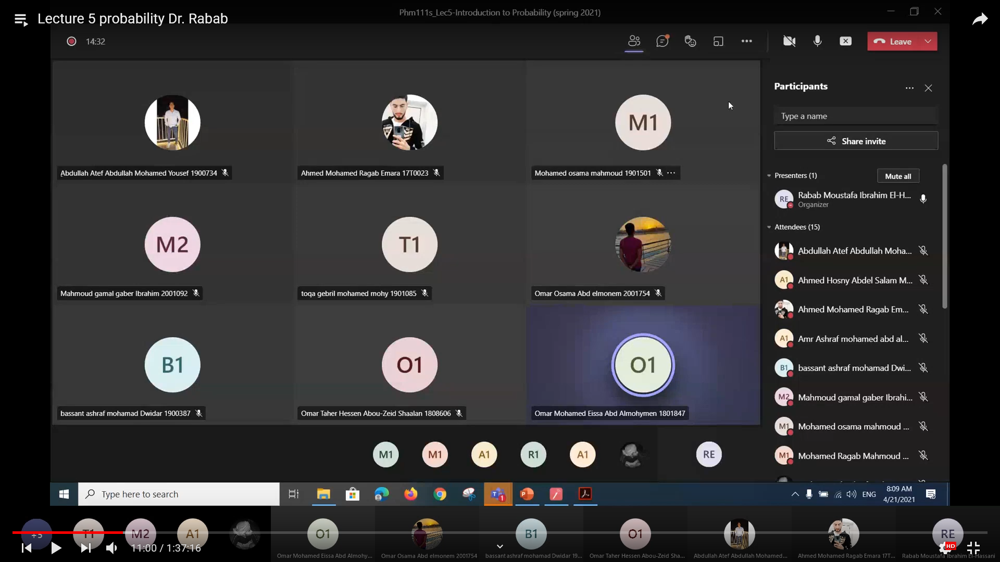 Lecture 5 probability Dr. Rabab
Phm111s_Lec5-Introduction to Probability (spring 2021)
14:32
Leave
Participants
Type a name
Share invite
Presenters (1)
Mute all
RE
Rabab Moustafa Ibrahim El-H...
Organizer
Attendees (15)
Abdullah Atef Abdullah Moha...
A1
Ahmed Hosny Abdel Salam M...
Ahmed Mohamed Ragab Em...
A1
Amr Ashraf mohamed abd al...
B1
bassant ashraf mohamad Dwi...
M2
Mahmoud gamal gaber Ibrahi...
M1
Mohamed osama mahmoud ...
M1
Mohamed Ragab Mahmoud ...
M1
Abdullah Atef Abdullah Mohamed Yousef 1900734
Ahmed Mohamed Ragab Emara 17T0023
Mohamed osama mahmoud 1901501
M2
T1
Mahmoud gamal gaber Ibrahim 2001092
toqa gebril mohamed mohy 1901085
Omar Osama Abd elmonem 2001754
B1
O1
O1
bassant ashraf mohamad Dwidar 1900387
Omar Taher Hessen Abou-Zeid Shaalan 1808606
Omar Mohamed Eissa Abd Almohymen 1801847
M1
M1
A1
R1
A1
RE
Type here to search
1
ENG
8:09 AM
4/21/2021
+5
T1
M2
A1
O1
B1
O1
RE
11:00 / 1:37:16
HD
Omar Mohamed Eissa Abd Almohy...
Omar Osama Abd elmonem 2001754
bassant ashraf mohamad Dwidar 19...
Omar Taher Hessen Abou-Zeid Sha...
Abdullah Atef Abdullah Mohamed...
Ahmed Mohamed Ragab Emara 17T...
Rabab Moustafa Ibrahim El-Hassani